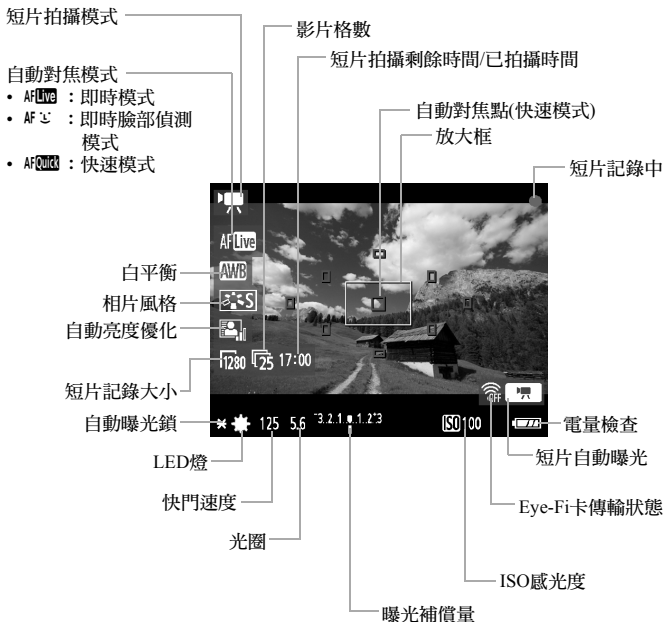 短片拍攝模式
影片格數
短片拍攝剩餘時間/已拍攝時間
自動對焦模式
• AF Live ：即時模式
• AF ：即時臉部偵測
模式
• AF Quick ：快速模式
自動對焦點(快速模式)
放大框
短片記錄中
AF Live
白平衡
AWB
相片風格
S
自動亮度優化
1280 25 17:00
短片記錄大小
OFF
自動曝光鎖
125 5.6 -3..2..1..0..1..2.+3 ISO 100
電量檢查
LED燈
短片自動曝光
快門速度
Eye-Fi卡傳輸狀態
光圈
ISO感光度
曝光補償量